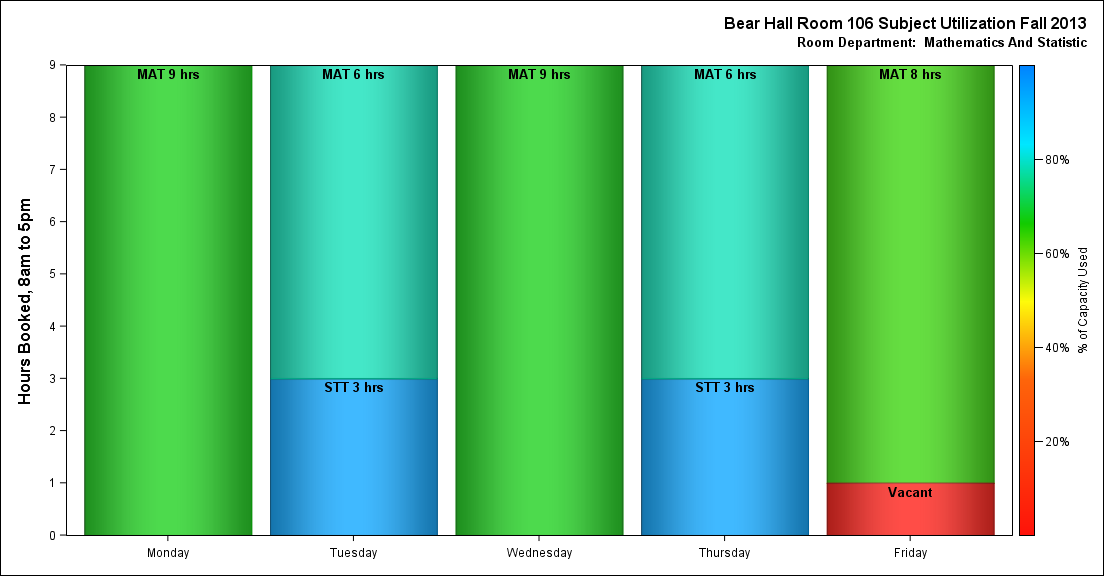 Bear Hall Room 106 Subject Utilization Fall 2013
Room Department:  Mathematics And Statistic
Hours Booked, 8am to 5pm
9
8
7
6
5
4
3
2
1
0
MAT 9 hrs
MAT 6 hrs
MAT 9 hrs
MAT 6 hrs
MAT 8 hrs
STT 3 hrs
STT 3 hrs
Vacant
Monday
Tuesday
Wednesday
Thursday
Friday
80%
60%
40%
20%
% of Capacity Used